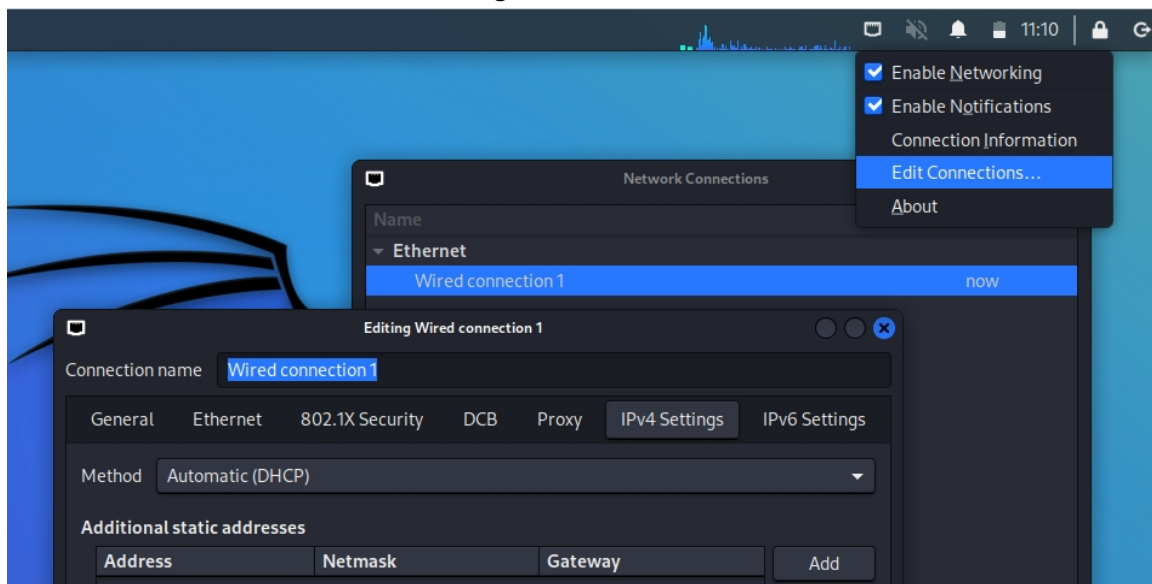 11:10
Enable Networking
Enable Notifications
Connection Information
Edit Connections...
About
Network Connections
Name
Ethernet
Wired connection 1 now
Editing Wired connection 1
Connection name Wired connection 1
General Ethernet 802.1X Security DCB Proxy IPv4 Settings IPv6 Settings
Method Automatic (DHCP)
Additional static addresses
Address Netmask Gateway Add